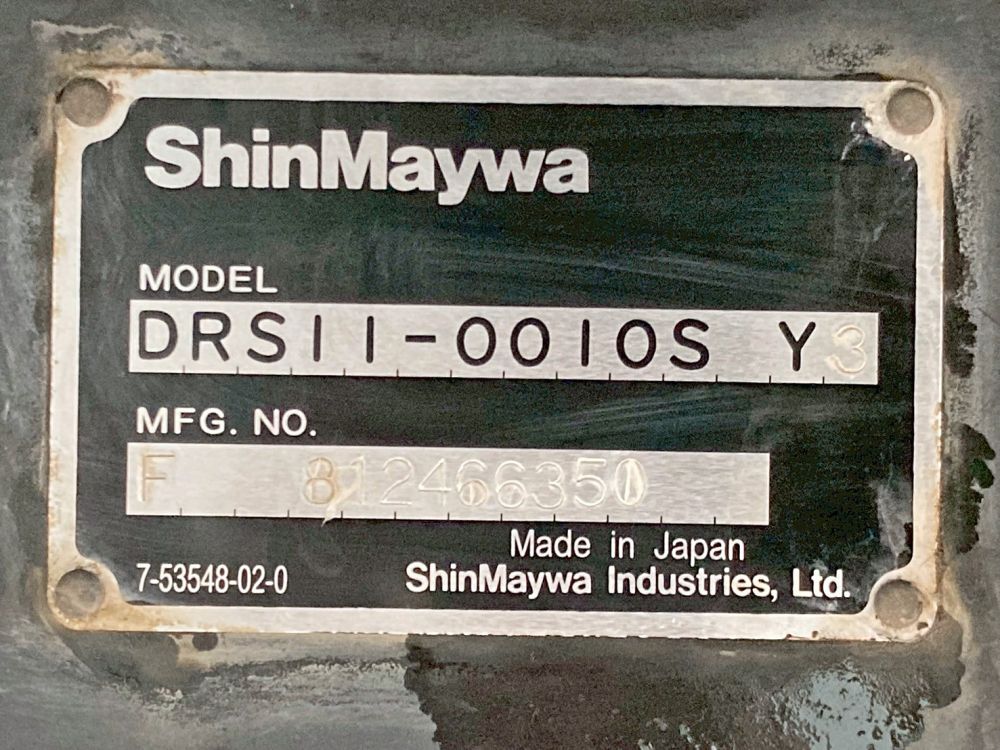 ShinMaywa
MODEL
DRS11-0010S Y3
MFG. NO.
F 812466350
Made in Japan
7-53548-02-0 ShinMaywa Industries, Ltd.